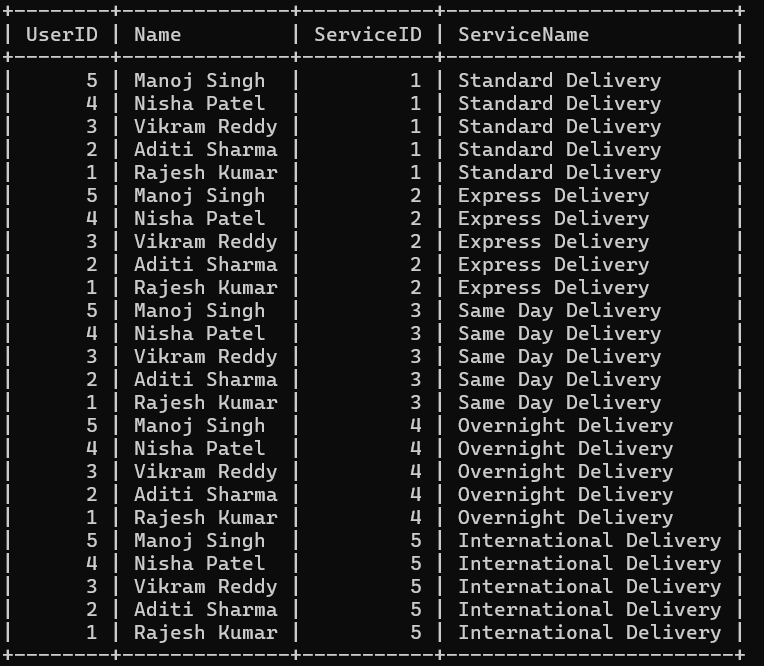 +--------+--------------+-----------+------------------------+
| UserID | Name         | ServiceID | ServiceName            |
+--------+--------------+-----------+------------------------+
|      5 | Manoj Singh  |         1 | Standard Delivery      |
|      4 | Nisha Patel  |         1 | Standard Delivery      |
|      3 | Vikram Reddy |         1 | Standard Delivery      |
|      2 | Aditi Sharma |         1 | Standard Delivery      |
|      1 | Rajesh Kumar |         1 | Standard Delivery      |
|      5 | Manoj Singh  |         2 | Express Delivery       |
|      4 | Nisha Patel  |         2 | Express Delivery       |
|      3 | Vikram Reddy |         2 | Express Delivery       |
|      2 | Aditi Sharma |         2 | Express Delivery       |
|      1 | Rajesh Kumar |         2 | Express Delivery       |
|      5 | Manoj Singh  |         3 | Same Day Delivery      |
|      4 | Nisha Patel  |         3 | Same Day Delivery      |
|      3 | Vikram Reddy |         3 | Same Day Delivery      |
|      2 | Aditi Sharma |         3 | Same Day Delivery      |
|      1 | Rajesh Kumar |         3 | Same Day Delivery      |
|      5 | Manoj Singh  |         4 | Overnight Delivery     |
|      4 | Nisha Patel  |         4 | Overnight Delivery     |
|      3 | Vikram Reddy |         4 | Overnight Delivery     |
|      2 | Aditi Sharma |         4 | Overnight Delivery     |
|      1 | Rajesh Kumar |         4 | Overnight Delivery     |
|      5 | Manoj Singh  |         5 | International Delivery |
|      4 | Nisha Patel  |         5 | International Delivery |
|      3 | Vikram Reddy |         5 | International Delivery |
|      2 | Aditi Sharma |         5 | International Delivery |
|      1 | Rajesh Kumar |         5 | International Delivery |
+--------+--------------+-----------+------------------------+